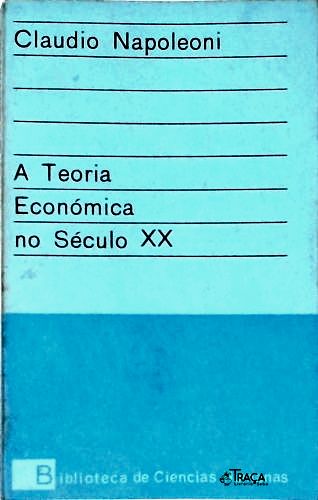 Claudio Napoleoni
A Teoria
Económica
no Século XX
Biblioteca de Ciencias
TRAÇA